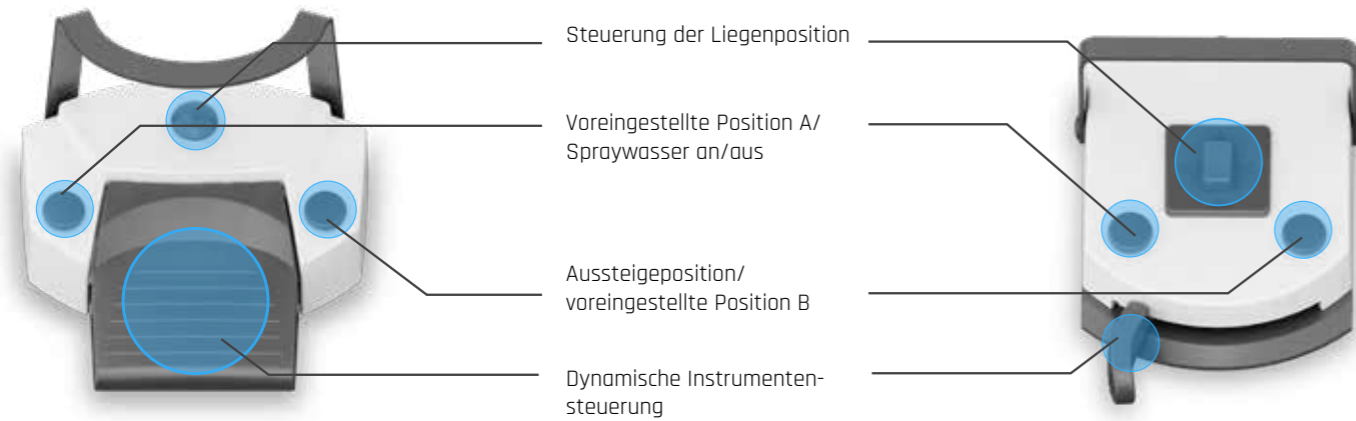 Steuerung der Liegenposition
Voreingestellte Position A/
Spraywasser an/aus
Aussteigeposition/
voreingestellte Position B
Dynamische Instrumenten-
steuerung